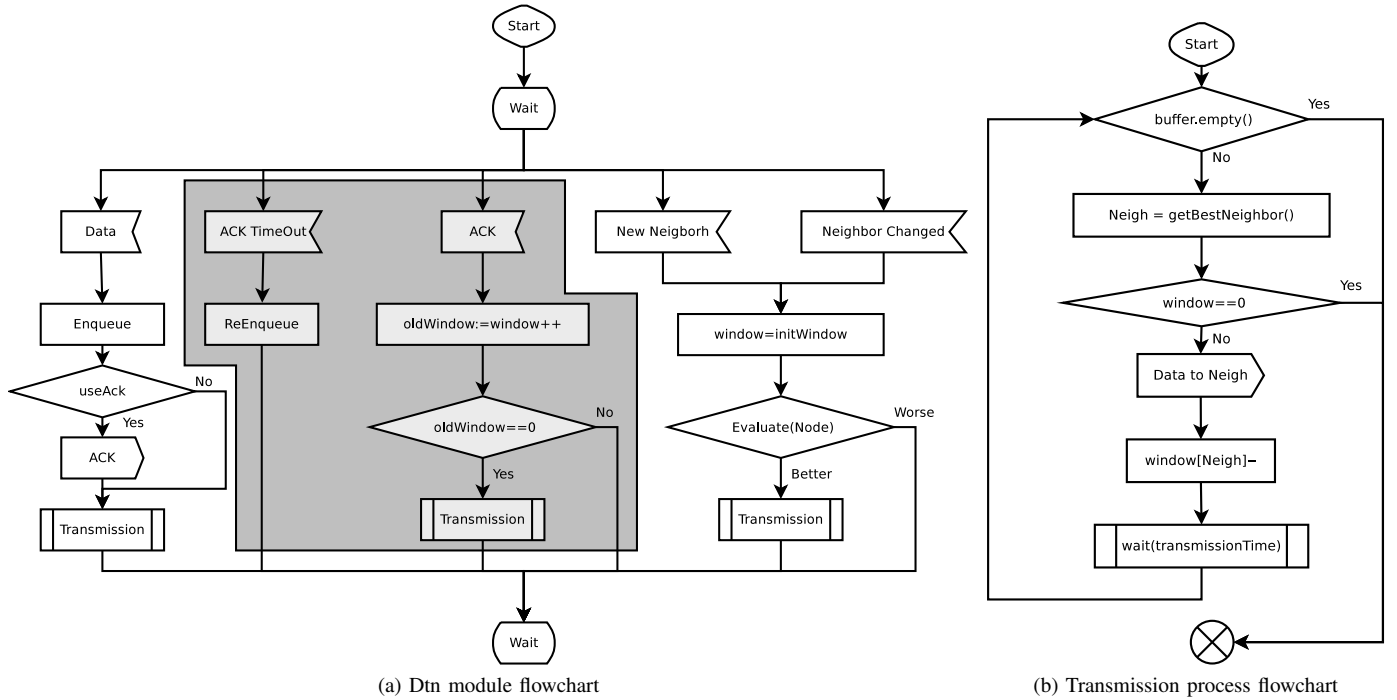 Start
Wait
Data
ACK TimeOut
ACK
New Neigborh
Neighbor Changed
Enqueue
ReEnqueue
oldWindow:=window++
window=initWindow
useAck
No
Yes
oldWindow==0
No
Yes
Evaluate(Node)
Worse
Better
ACK
Transmission
Transmission
Transmission
Wait
(a) Dtn module flowchart
Start
buffer.empty()
Yes
No
Neigh = getBestNeighbor()
window==0
Yes
No
Data to Neigh
window[Neigh]−
wait(transmissionTime)
(b) Transmission process flowchart